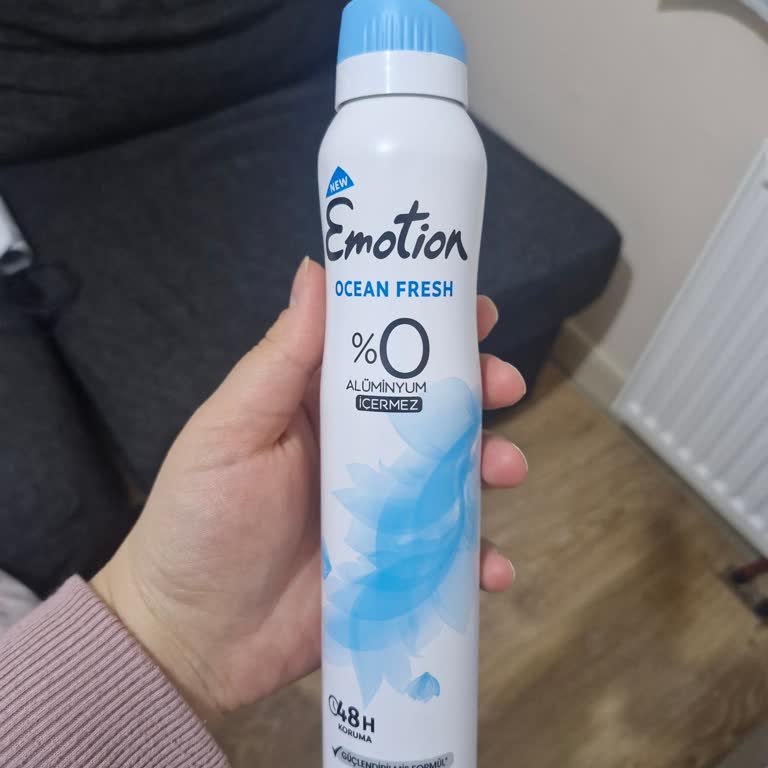 NEW
Emotion
OCEAN FRESH
%0
ALÜMİNYUM
İÇERMEZ
48H
KORUMA
GÜÇLENDİRİLMİŞ FORMÜL*